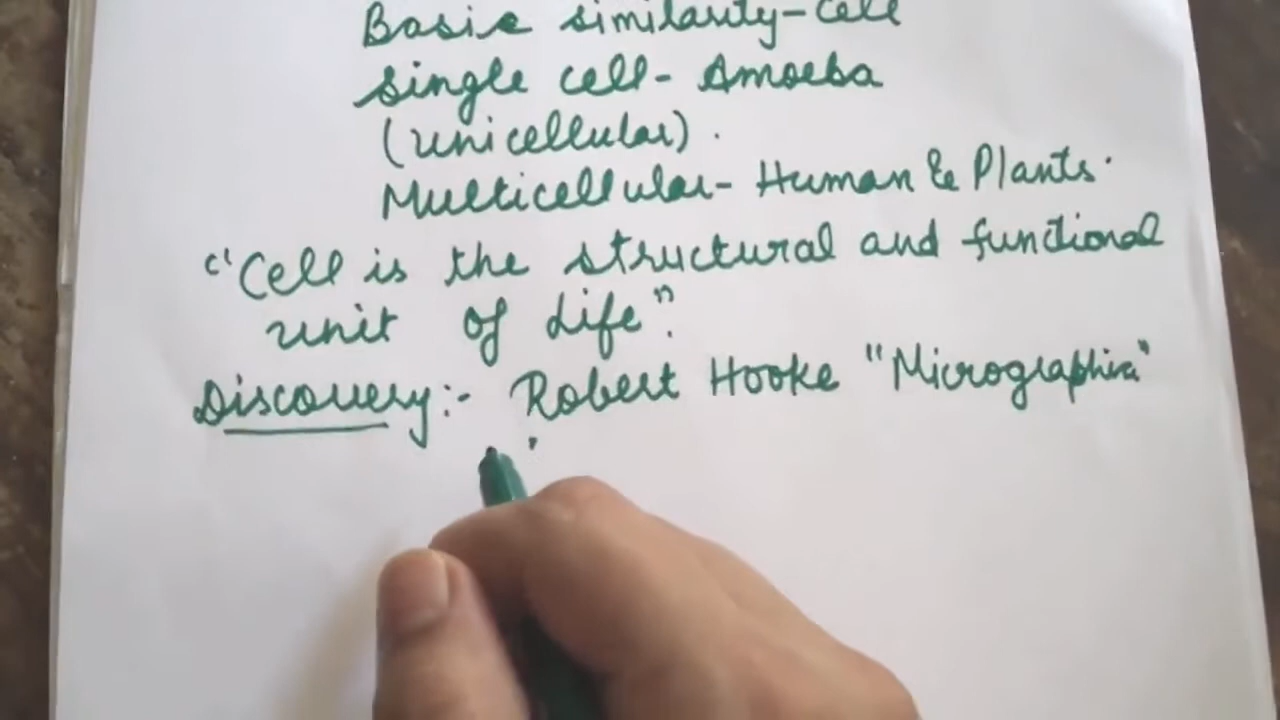 Basic similarity - cell
single cell - Amoeba
(unicellular).
Multicellular - Human & Plants.
"Cell is the structural and functional
unit of Life".
Discovery:- Robert Hooke "Micrographia"